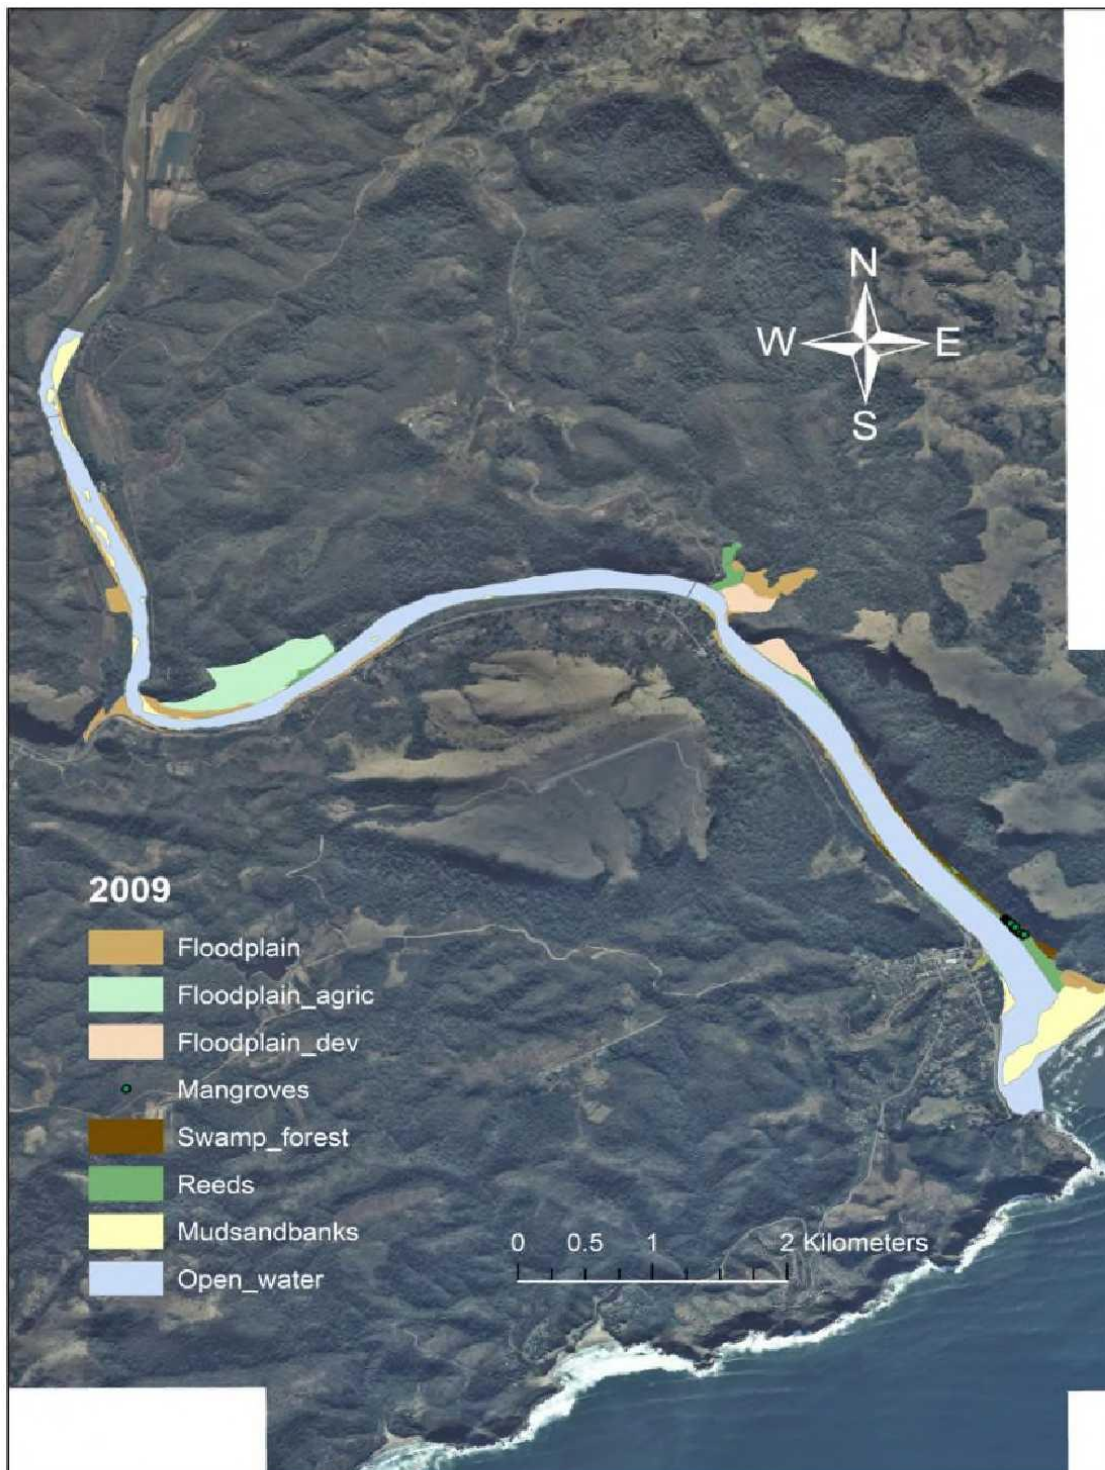 N
W E
S
2009
Floodplain
Floodplain_agric
Floodplain_dev
Mangroves
Swamp_forest
Reeds
Mudsandbanks
Open_water
0 0.5 1 2 Kilometers